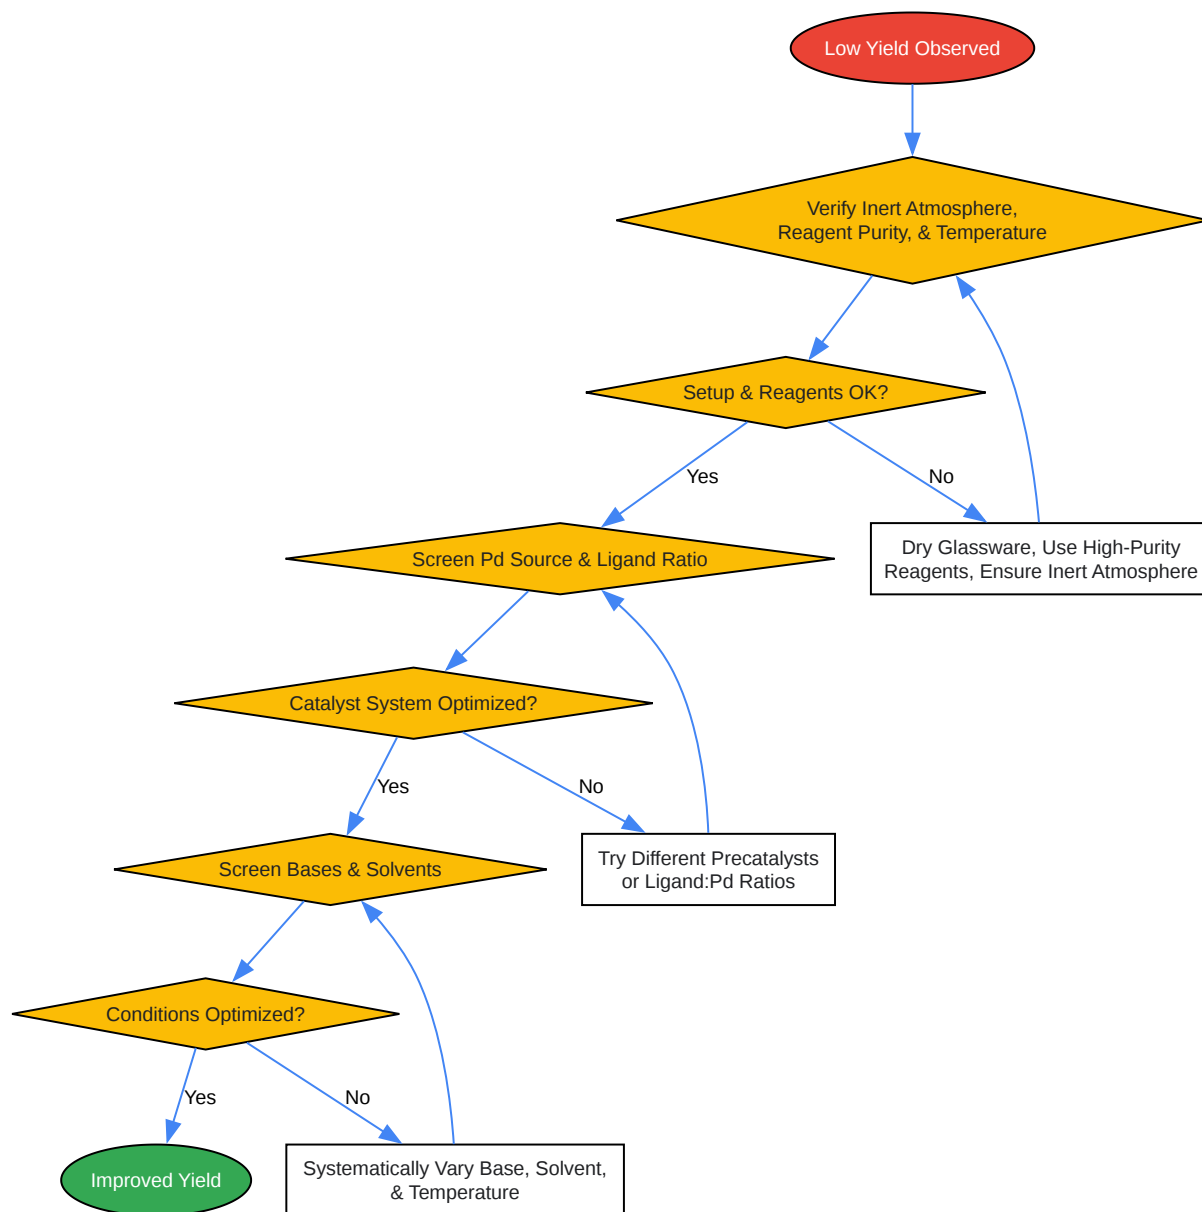 Low Yield Observed
Verify Inert Atmosphere,
Reagent Purity, & Temperature
Setup & Reagents OK?
Yes
No
Screen Pd Source & Ligand Ratio
Dry Glassware, Use High-Purity
Reagents, Ensure Inert Atmosphere
Catalyst System Optimized?
Yes
No
Screen Bases & Solvents
Try Different Precatalysts
or Ligand:Pd Ratios
Conditions Optimized?
Yes
No
Improved Yield
Systematically Vary Base, Solvent,
& Temperature